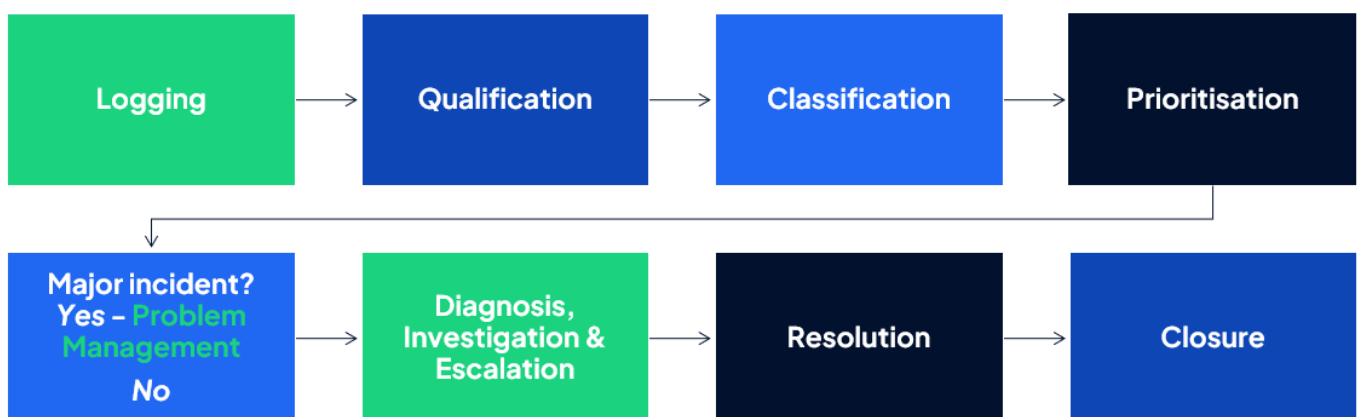 Logging
Qualification
Classification
Prioritisation
Major incident?
Yes – Problem
Management
No
Diagnosis,
Investigation &
Escalation
Resolution
Closure